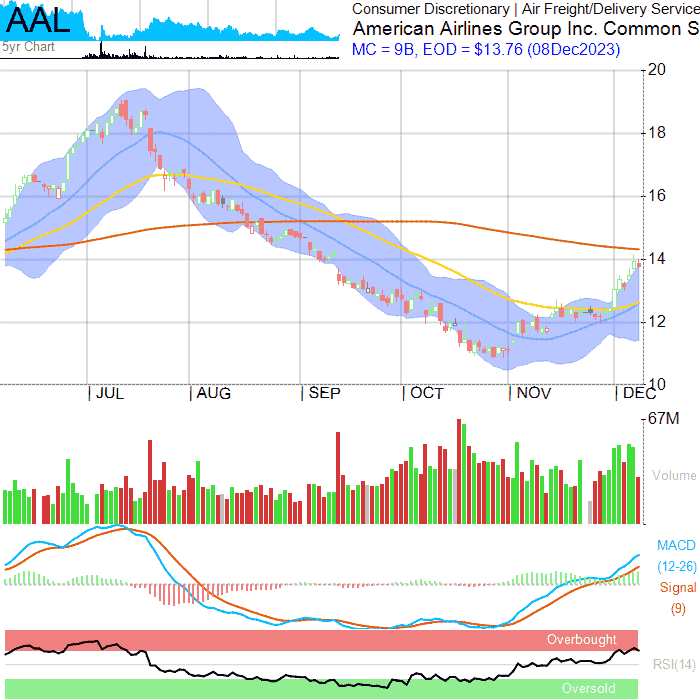 AAL
5yr Chart
Consumer Discretionary | Air Freight/Delivery Service
American Airlines Group Inc. Common S
MC = 9B, EOD = $13.76 (08Dec2023)
20
18
16
14
12
10
JUL AUG SEP OCT NOV DEC
67M
Volume
MACD
(12-26)
Signal
(9)
Overbought
RSI(14)
Oversold